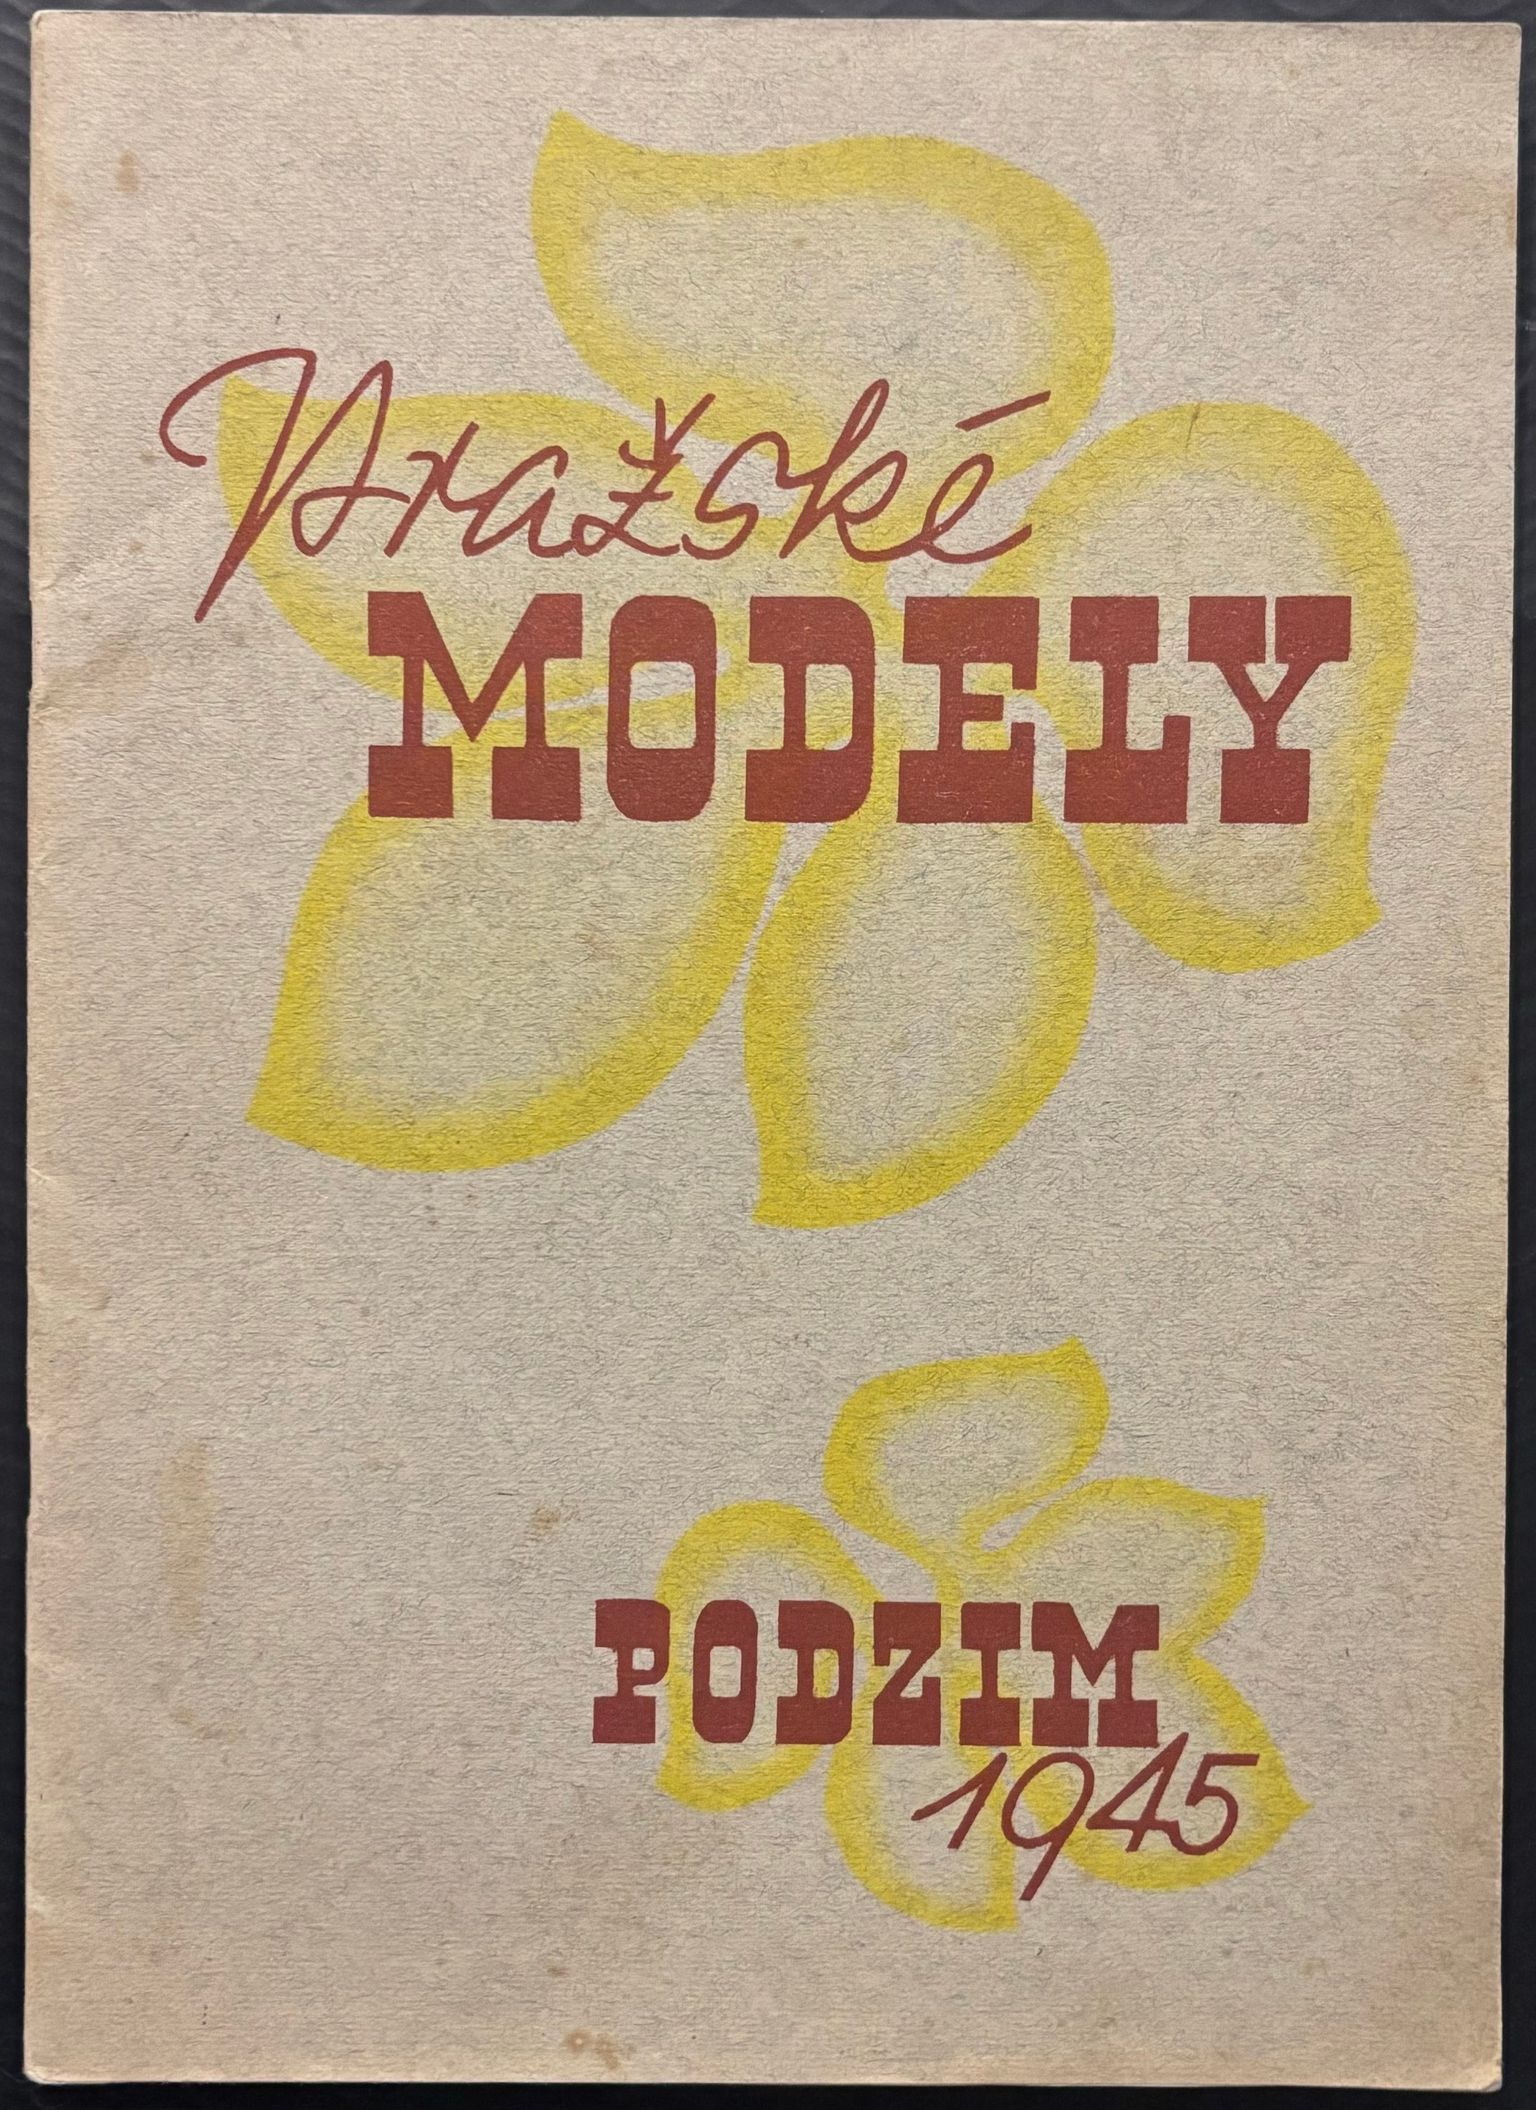 Pražské
MODELY
PODZIM
1945